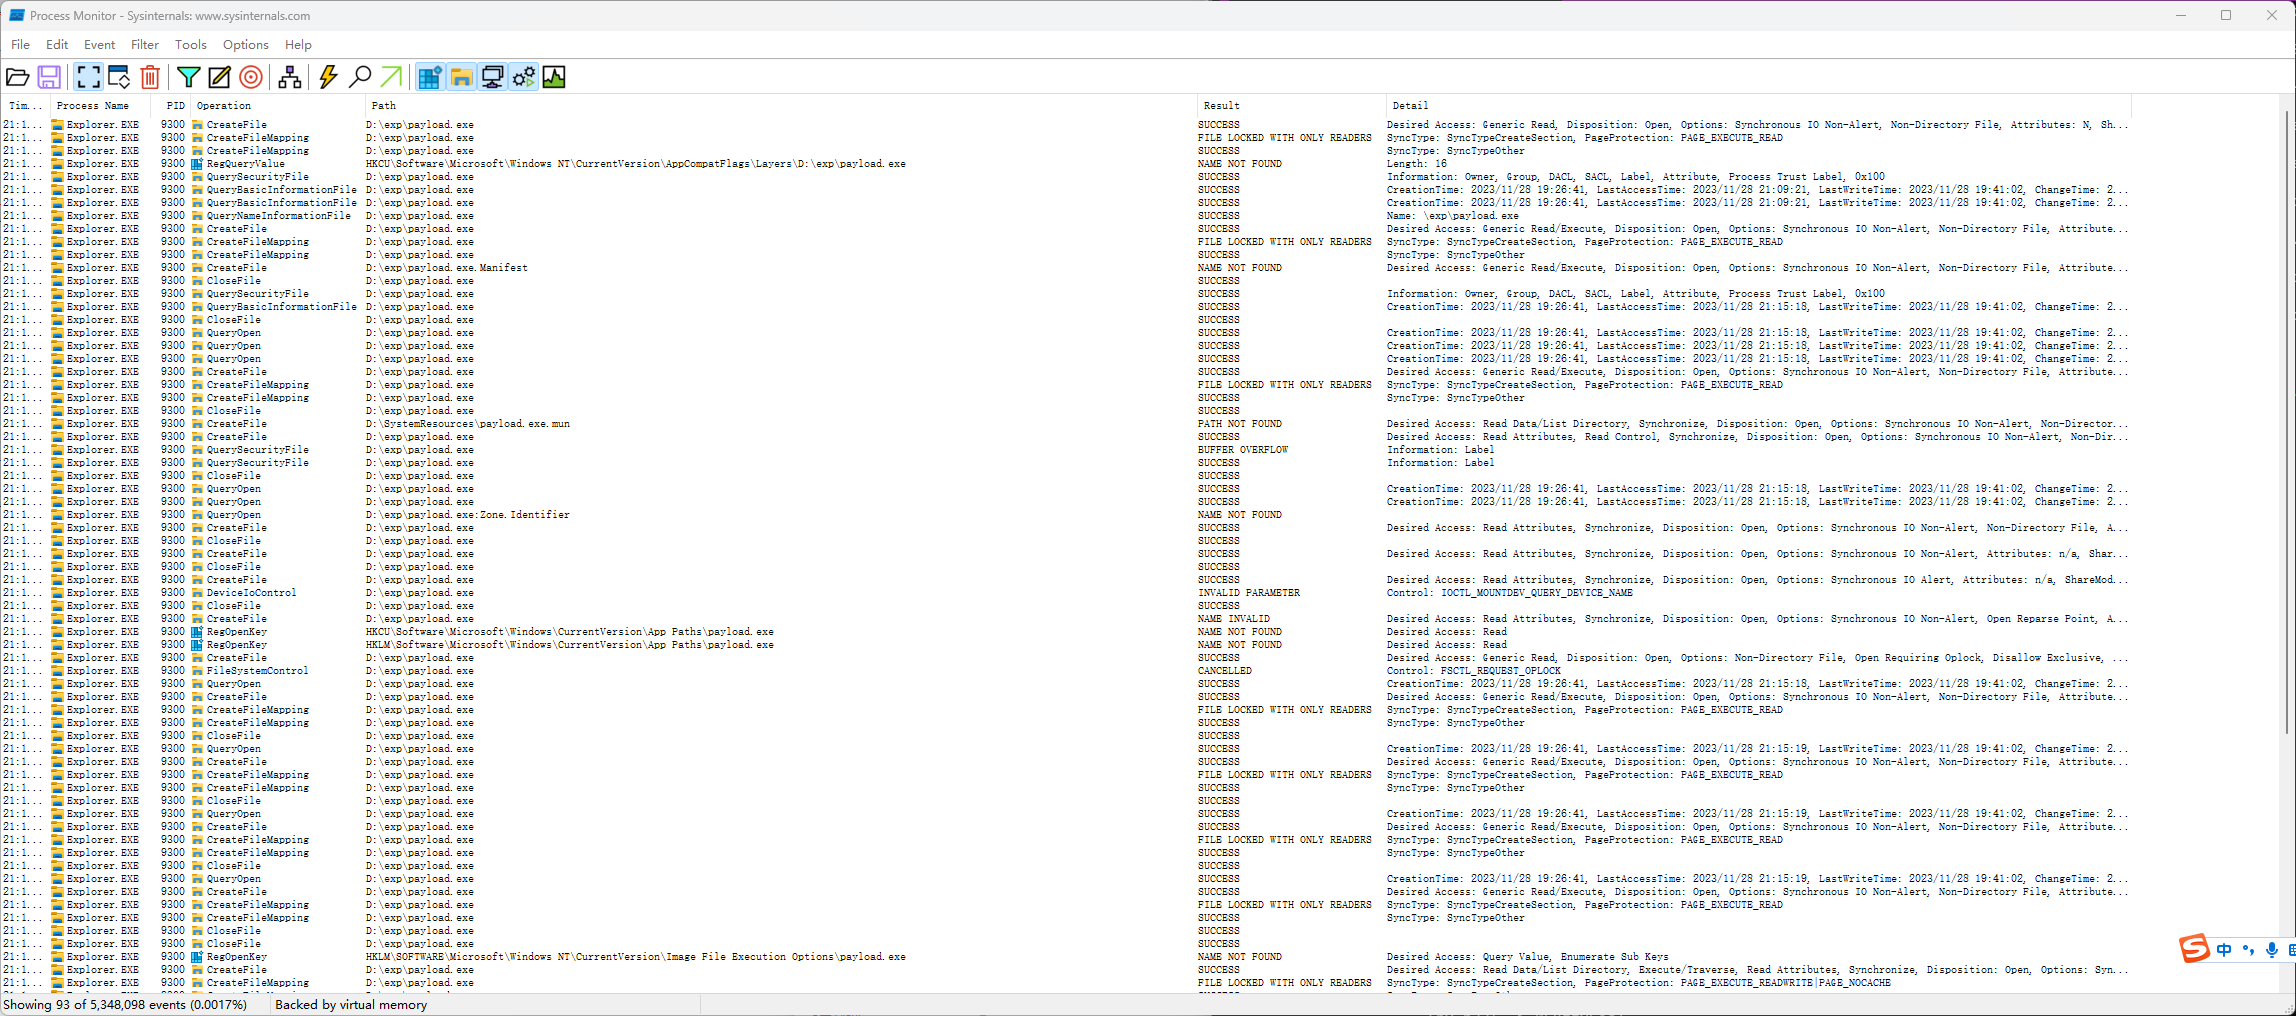 Process Monitor - Sysinternals: www.sysinternals.com
File Edit Event Filter Tools Options Help
Tim... Process Name PID Operation Path Result Detail
21:1... Explorer.EXE 9300 CreateFile D:\exp\payload.exe SUCCESS Desired Access: Generic Read, Disposition: Open, Options: Synchronous IO Non-Alert, Non-Directory File, Attributes: N, Sh...
21:1... Explorer.EXE 9300 CreateFileMapping D:\exp\payload.exe FILE LOCKED WITH ONLY READERS SyncType: SyncTypeCreateSection, PageProtection: PAGE_EXECUTE_READ
21:1... Explorer.EXE 9300 CreateFileMapping D:\exp\payload.exe SUCCESS SyncType: SyncTypeOther
21:1... Explorer.EXE 9300 RegQueryValue HKCU\Software\Microsoft\Windows NT\CurrentVersion\AppCompatFlags\Layers\D:\exp\payload.exe NAME NOT FOUND Length: 16
21:1... Explorer.EXE 9300 QuerySecurityFile D:\exp\payload.exe SUCCESS Information: Owner, Group, DACL, SACL, Label, Attribute, Process Trust Label, 0x100
21:1... Explorer.EXE 9300 QueryBasicInformationFile D:\exp\payload.exe SUCCESS CreationTime: 2023/11/28 19:26:41, LastAccessTime: 2023/11/28 21:09:21, LastWriteTime: 2023/11/28 19:41:02, ChangeTime: 2...
21:1... Explorer.EXE 9300 QueryBasicInformationFile D:\exp\payload.exe SUCCESS CreationTime: 2023/11/28 19:26:41, LastAccessTime: 2023/11/28 21:09:21, LastWriteTime: 2023/11/28 19:41:02, ChangeTime: 2...
21:1... Explorer.EXE 9300 QueryNameInformationFile D:\exp\payload.exe SUCCESS Name: \exp\payload.exe
21:1... Explorer.EXE 9300 CreateFile D:\exp\payload.exe SUCCESS Desired Access: Generic Read/Execute, Disposition: Open, Options: Synchronous IO Non-Alert, Non-Directory File, Attribute...
21:1... Explorer.EXE 9300 CreateFileMapping D:\exp\payload.exe FILE LOCKED WITH ONLY READERS SyncType: SyncTypeCreateSection, PageProtection: PAGE_EXECUTE_READ
21:1... Explorer.EXE 9300 CreateFileMapping D:\exp\payload.exe SUCCESS SyncType: SyncTypeOther
21:1... Explorer.EXE 9300 CreateFile D:\exp\payload.exe.Manifest NAME NOT FOUND Desired Access: Generic Read/Execute, Disposition: Open, Options: Synchronous IO Non-Alert, Non-Directory File, Attribute...
21:1... Explorer.EXE 9300 CloseFile D:\exp\payload.exe SUCCESS
21:1... Explorer.EXE 9300 QuerySecurityFile D:\exp\payload.exe SUCCESS Information: Owner, Group, DACL, SACL, Label, Attribute, Process Trust Label, 0x100
21:1... Explorer.EXE 9300 QueryBasicInformationFile D:\exp\payload.exe SUCCESS CreationTime: 2023/11/28 19:26:41, LastAccessTime: 2023/11/28 21:15:18, LastWriteTime: 2023/11/28 19:41:02, ChangeTime: 2...
21:1... Explorer.EXE 9300 CloseFile D:\exp\payload.exe SUCCESS
21:1... Explorer.EXE 9300 QueryOpen D:\exp\payload.exe SUCCESS CreationTime: 2023/11/28 19:26:41, LastAccessTime: 2023/11/28 21:15:18, LastWriteTime: 2023/11/28 19:41:02, ChangeTime: 2...
21:1... Explorer.EXE 9300 QueryOpen D:\exp\payload.exe SUCCESS CreationTime: 2023/11/28 19:26:41, LastAccessTime: 2023/11/28 21:15:18, LastWriteTime: 2023/11/28 19:41:02, ChangeTime: 2...
21:1... Explorer.EXE 9300 QueryOpen D:\exp\payload.exe SUCCESS CreationTime: 2023/11/28 19:26:41, LastAccessTime: 2023/11/28 21:15:18, LastWriteTime: 2023/11/28 19:41:02, ChangeTime: 2...
21:1... Explorer.EXE 9300 CreateFile D:\exp\payload.exe SUCCESS Desired Access: Generic Read/Execute, Disposition: Open, Options: Synchronous IO Non-Alert, Non-Directory File, Attribute...
21:1... Explorer.EXE 9300 CreateFileMapping D:\exp\payload.exe FILE LOCKED WITH ONLY READERS SyncType: SyncTypeCreateSection, PageProtection: PAGE_EXECUTE_READ
21:1... Explorer.EXE 9300 CreateFileMapping D:\exp\payload.exe SUCCESS SyncType: SyncTypeOther
21:1... Explorer.EXE 9300 CloseFile D:\exp\payload.exe SUCCESS
21:1... Explorer.EXE 9300 CreateFile D:\SystemResources\payload.exe.mun PATH NOT FOUND Desired Access: Read Data/List Directory, Synchronize, Disposition: Open, Options: Synchronous IO Non-Alert, Non-Director...
21:1... Explorer.EXE 9300 CreateFile D:\exp\payload.exe SUCCESS Desired Access: Read Attributes, Read Control, Synchronize, Disposition: Open, Options: Synchronous IO Non-Alert, Non-Dir...
21:1... Explorer.EXE 9300 QuerySecurityFile D:\exp\payload.exe BUFFER OVERFLOW Information: Label
21:1... Explorer.EXE 9300 QuerySecurityFile D:\exp\payload.exe SUCCESS Information: Label
21:1... Explorer.EXE 9300 CloseFile D:\exp\payload.exe SUCCESS
21:1... Explorer.EXE 9300 QueryOpen D:\exp\payload.exe SUCCESS CreationTime: 2023/11/28 19:26:41, LastAccessTime: 2023/11/28 21:15:18, LastWriteTime: 2023/11/28 19:41:02, ChangeTime: 2...
21:1... Explorer.EXE 9300 QueryOpen D:\exp\payload.exe SUCCESS CreationTime: 2023/11/28 19:26:41, LastAccessTime: 2023/11/28 21:15:18, LastWriteTime: 2023/11/28 19:41:02, ChangeTime: 2...
21:1... Explorer.EXE 9300 QueryOpen D:\exp\payload.exe:Zone.Identifier NAME NOT FOUND
21:1... Explorer.EXE 9300 CreateFile D:\exp\payload.exe SUCCESS Desired Access: Read Attributes, Synchronize, Disposition: Open, Options: Synchronous IO Non-Alert, Non-Directory File, A...
21:1... Explorer.EXE 9300 CloseFile D:\exp\payload.exe SUCCESS
21:1... Explorer.EXE 9300 CreateFile D:\exp\payload.exe SUCCESS Desired Access: Read Attributes, Synchronize, Disposition: Open, Options: Synchronous IO Non-Alert, Attributes: n/a, Shar...
21:1... Explorer.EXE 9300 CloseFile D:\exp\payload.exe SUCCESS
21:1... Explorer.EXE 9300 CreateFile D:\exp\payload.exe SUCCESS Desired Access: Read Attributes, Synchronize, Disposition: Open, Options: Synchronous IO Alert, Attributes: n/a, ShareMod...
21:1... Explorer.EXE 9300 DeviceIoControl D:\exp\payload.exe INVALID PARAMETER Control: IOCTL_MOUNTDEV_QUERY_DEVICE_NAME
21:1... Explorer.EXE 9300 CloseFile D:\exp\payload.exe SUCCESS
21:1... Explorer.EXE 9300 CreateFile D:\exp\payload.exe NAME INVALID Desired Access: Read Attributes, Synchronize, Disposition: Open, Options: Synchronous IO Non-Alert, Open Reparse Point, A...
21:1... Explorer.EXE 9300 RegOpenKey HKCU\Software\Microsoft\Windows\CurrentVersion\App Paths\payload.exe NAME NOT FOUND Desired Access: Read
21:1... Explorer.EXE 9300 RegOpenKey HKLM\Software\Microsoft\Windows\CurrentVersion\App Paths\payload.exe NAME NOT FOUND Desired Access: Read
21:1... Explorer.EXE 9300 CreateFile D:\exp\payload.exe SUCCESS Desired Access: Generic Read, Disposition: Open, Options: Non-Directory File, Open Requiring Oplock, Disallow Exclusive, ...
21:1... Explorer.EXE 9300 FileSystemControl D:\exp\payload.exe CANCELLED Control: FSCTL_REQUEST_OPLOCK
21:1... Explorer.EXE 9300 QueryOpen D:\exp\payload.exe SUCCESS CreationTime: 2023/11/28 19:26:41, LastAccessTime: 2023/11/28 21:15:18, LastWriteTime: 2023/11/28 19:41:02, ChangeTime: 2...
21:1... Explorer.EXE 9300 CreateFile D:\exp\payload.exe SUCCESS Desired Access: Generic Read/Execute, Disposition: Open, Options: Synchronous IO Non-Alert, Non-Directory File, Attribute...
21:1... Explorer.EXE 9300 CreateFileMapping D:\exp\payload.exe FILE LOCKED WITH ONLY READERS SyncType: SyncTypeCreateSection, PageProtection: PAGE_EXECUTE_READ
21:1... Explorer.EXE 9300 CreateFileMapping D:\exp\payload.exe SUCCESS SyncType: SyncTypeOther
21:1... Explorer.EXE 9300 CloseFile D:\exp\payload.exe SUCCESS
21:1... Explorer.EXE 9300 QueryOpen D:\exp\payload.exe SUCCESS CreationTime: 2023/11/28 19:26:41, LastAccessTime: 2023/11/28 21:15:19, LastWriteTime: 2023/11/28 19:41:02, ChangeTime: 2...
21:1... Explorer.EXE 9300 CreateFile D:\exp\payload.exe SUCCESS Desired Access: Generic Read/Execute, Disposition: Open, Options: Synchronous IO Non-Alert, Non-Directory File, Attribute...
21:1... Explorer.EXE 9300 CreateFileMapping D:\exp\payload.exe FILE LOCKED WITH ONLY READERS SyncType: SyncTypeCreateSection, PageProtection: PAGE_EXECUTE_READ
21:1... Explorer.EXE 9300 CreateFileMapping D:\exp\payload.exe SUCCESS SyncType: SyncTypeOther
21:1... Explorer.EXE 9300 CloseFile D:\exp\payload.exe SUCCESS
21:1... Explorer.EXE 9300 QueryOpen D:\exp\payload.exe SUCCESS CreationTime: 2023/11/28 19:26:41, LastAccessTime: 2023/11/28 21:15:19, LastWriteTime: 2023/11/28 19:41:02, ChangeTime: 2...
21:1... Explorer.EXE 9300 CreateFile D:\exp\payload.exe SUCCESS Desired Access: Generic Read/Execute, Disposition: Open, Options: Synchronous IO Non-Alert, Non-Directory File, Attribute...
21:1... Explorer.EXE 9300 CreateFileMapping D:\exp\payload.exe FILE LOCKED WITH ONLY READERS SyncType: SyncTypeCreateSection, PageProtection: PAGE_EXECUTE_READ
21:1... Explorer.EXE 9300 CreateFileMapping D:\exp\payload.exe SUCCESS SyncType: SyncTypeOther
21:1... Explorer.EXE 9300 CloseFile D:\exp\payload.exe SUCCESS
21:1... Explorer.EXE 9300 QueryOpen D:\exp\payload.exe SUCCESS CreationTime: 2023/11/28 19:26:41, LastAccessTime: 2023/11/28 21:15:19, LastWriteTime: 2023/11/28 19:41:02, ChangeTime: 2...
21:1... Explorer.EXE 9300 CreateFile D:\exp\payload.exe SUCCESS Desired Access: Generic Read/Execute, Disposition: Open, Options: Synchronous IO Non-Alert, Non-Directory File, Attribute...
21:1... Explorer.EXE 9300 CreateFileMapping D:\exp\payload.exe FILE LOCKED WITH ONLY READERS SyncType: SyncTypeCreateSection, PageProtection: PAGE_EXECUTE_READ
21:1... Explorer.EXE 9300 CreateFileMapping D:\exp\payload.exe SUCCESS SyncType: SyncTypeOther
21:1... Explorer.EXE 9300 CloseFile D:\exp\payload.exe SUCCESS
21:1... Explorer.EXE 9300 CloseFile D:\exp\payload.exe SUCCESS
21:1... Explorer.EXE 9300 RegOpenKey HKLM\SOFTWARE\Microsoft\Windows NT\CurrentVersion\Image File Execution Options\payload.exe NAME NOT FOUND Desired Access: Query Value, Enumerate Sub Keys
21:1... Explorer.EXE 9300 CreateFile D:\exp\payload.exe SUCCESS Desired Access: Read Data/List Directory, Execute/Traverse, Read Attributes, Synchronize, Disposition: Open, Options: Syn...
21:1... Explorer.EXE 9300 CreateFileMapping D:\exp\payload.exe FILE LOCKED WITH ONLY READERS SyncType: SyncTypeCreateSection, PageProtection: PAGE_EXECUTE_READWRITE|PAGE_NOCACHE
中
Showing 93 of 5,348,098 events (0.0017%) Backed by virtual memory